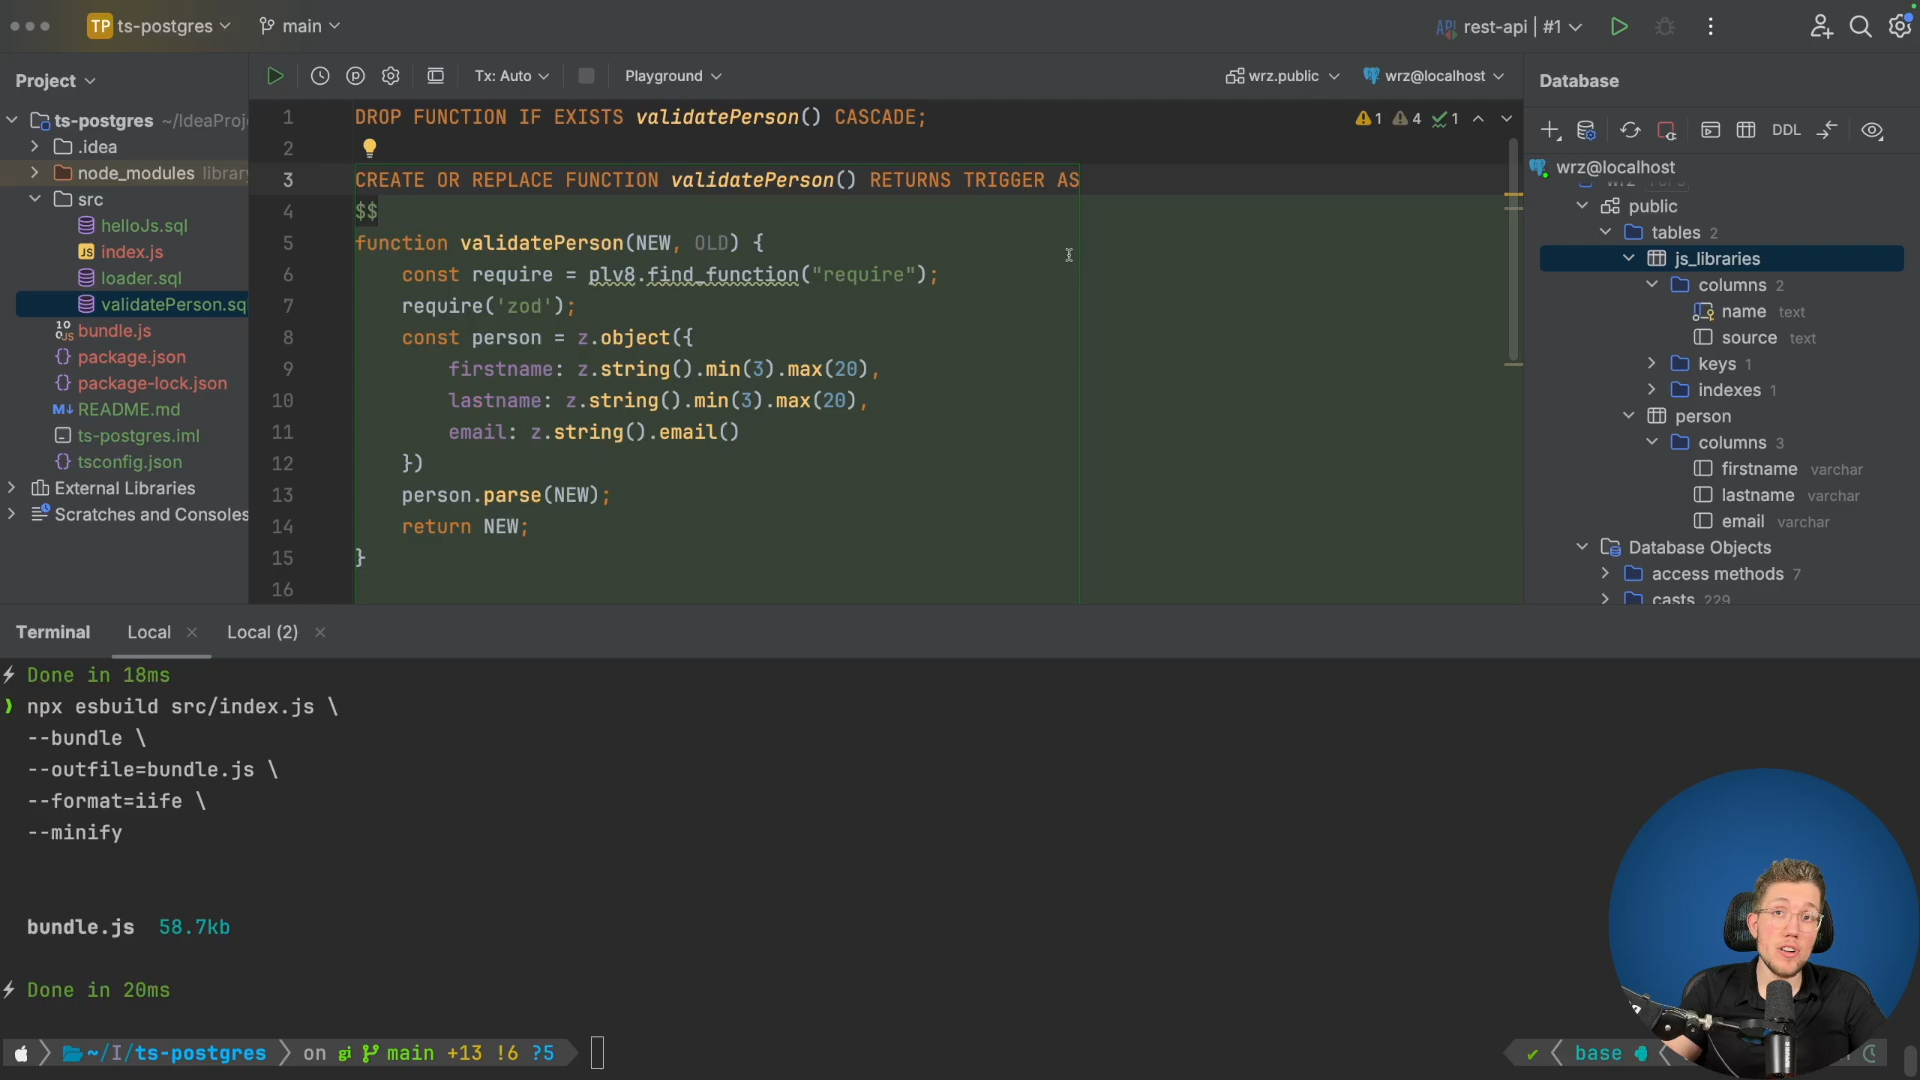 TP ts-postgres
main
API rest-api | #1
Project
Tx: Auto
Playground
wrz.public
wrz@localhost
Database
DDL
ts-postgres ~/IdeaProj
.idea
node_modules library
src
helloJs.sql
JS index.js
loader.sql
validatePerson.sql
bundle.js
package.json
package-lock.json
M↓ README.md
ts-postgres.iml
tsconfig.json
External Libraries
Scratches and Consoles
1 DROP FUNCTION IF EXISTS validatePerson() CASCADE;
1 4 1
2
3 CREATE OR REPLACE FUNCTION validatePerson() RETURNS TRIGGER AS
4 $$
5 function validatePerson(NEW, OLD) {
6 const require = plv8.find_function("require");
7 require('zod');
8 const person = z.object({
9 firstname: z.string().min(3).max(20),
10 lastname: z.string().min(3).max(20),
11 email: z.string().email()
12 })
13 person.parse(NEW);
14 return NEW;
15 }
16
wrz@localhost
public
tables 2
js_libraries
columns 2
name text
source text
keys 1
indexes 1
person
columns 3
firstname varchar
lastname varchar
email varchar
Database Objects
access methods 7
casts 229
Terminal
Local
Local (2)
Done in 18ms
npx esbuild src/index.js \
--bundle \
--outfile=bundle.js \
--format=iife \
--minify
bundle.js 58.7kb
Done in 20ms
~/I/ts-postgres on main +13 !6 ?5
base